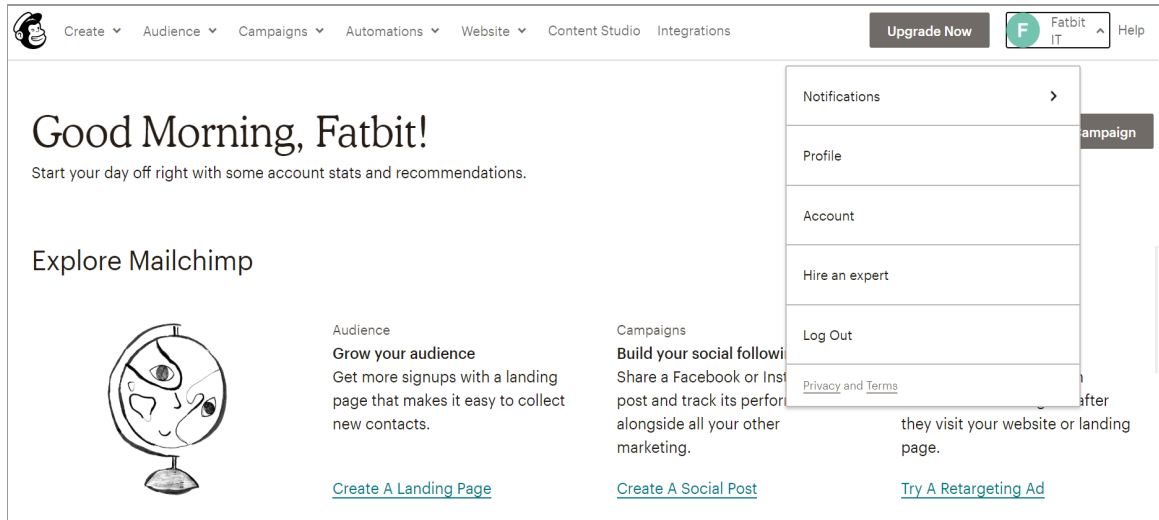 Create Audience Campaigns Automations Website Content Studio Integrations Upgrade Now F Fatbit IT Help
Notifications
Profile
Account
Hire an expert
Log Out
Privacy and Terms
Good Morning, Fatbit!
Start your day off right with some account stats and recommendations.
Explore Mailchimp
Audience
Grow your audience
Get more signups with a landing
page that makes it easy to collect
new contacts.
Create A Landing Page
Campaigns
Build your social
Share a Facebook or
post and track its
alongside all your other
marketing.
Create A Social Post
after
they visit your website or landing
page.
Try A Retargeting Ad